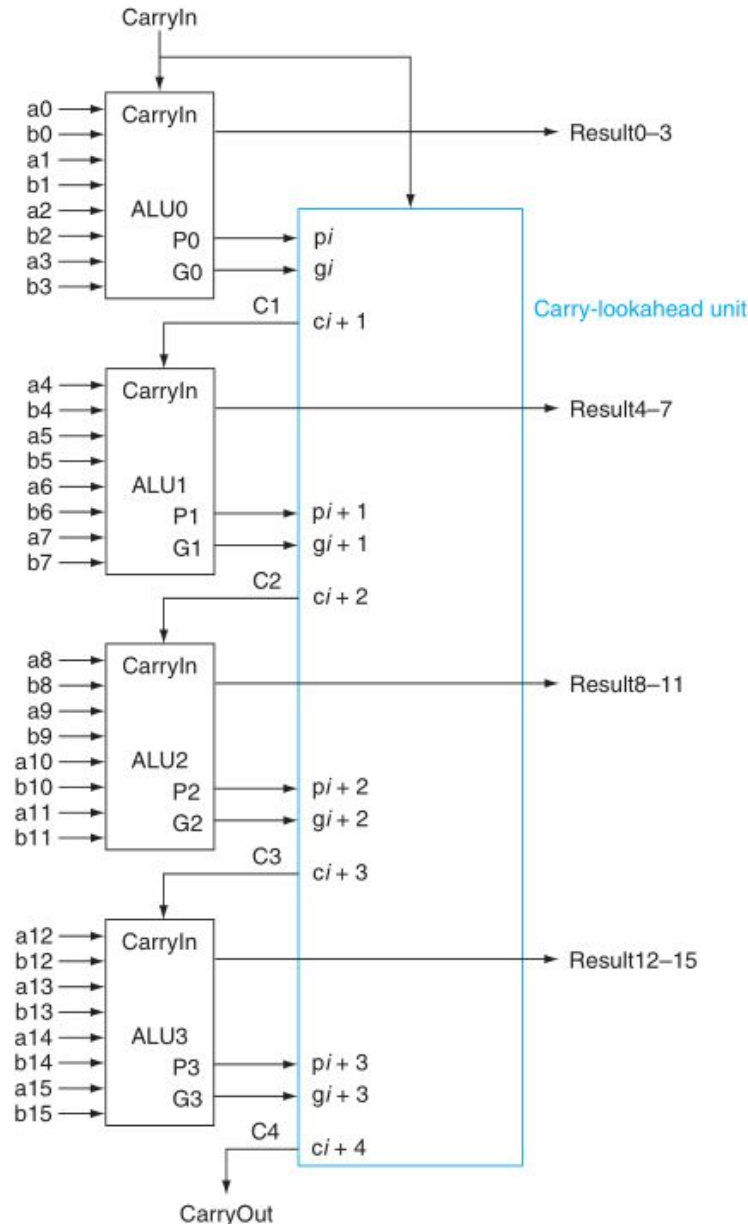 CarryIn
a0
b0
a1
b1
a2
b2
a3
b3
CarryIn
ALU0
P0
G0
Result0–3
pi
gi
C1
ci + 1
Carry-lookahead unit
a4
b4
a5
b5
a6
b6
a7
b7
CarryIn
ALU1
P1
G1
Result4–7
pi + 1
gi + 1
C2
ci + 2
a8
b8
a9
b9
a10
b10
a11
b11
CarryIn
ALU2
P2
G2
Result8–11
pi + 2
gi + 2
C3
ci + 3
a12
b12
a13
b13
a14
b14
a15
b15
CarryIn
ALU3
P3
G3
Result12–15
pi + 3
gi + 3
C4
ci + 4
CarryOut